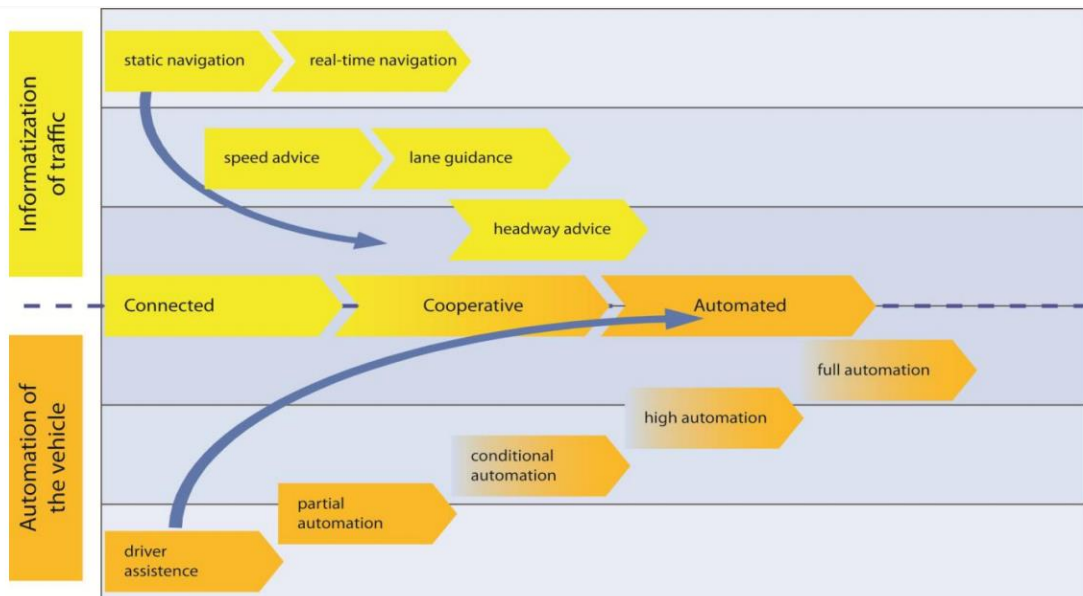 Informatization
of traffic
static navigation
real-time navigation
speed advice
lane guidance
headway advice
Connected
Cooperative
Automated
Automation of
the vehicle
full automation
high automation
conditional
automation
partial
automation
driver
assistence